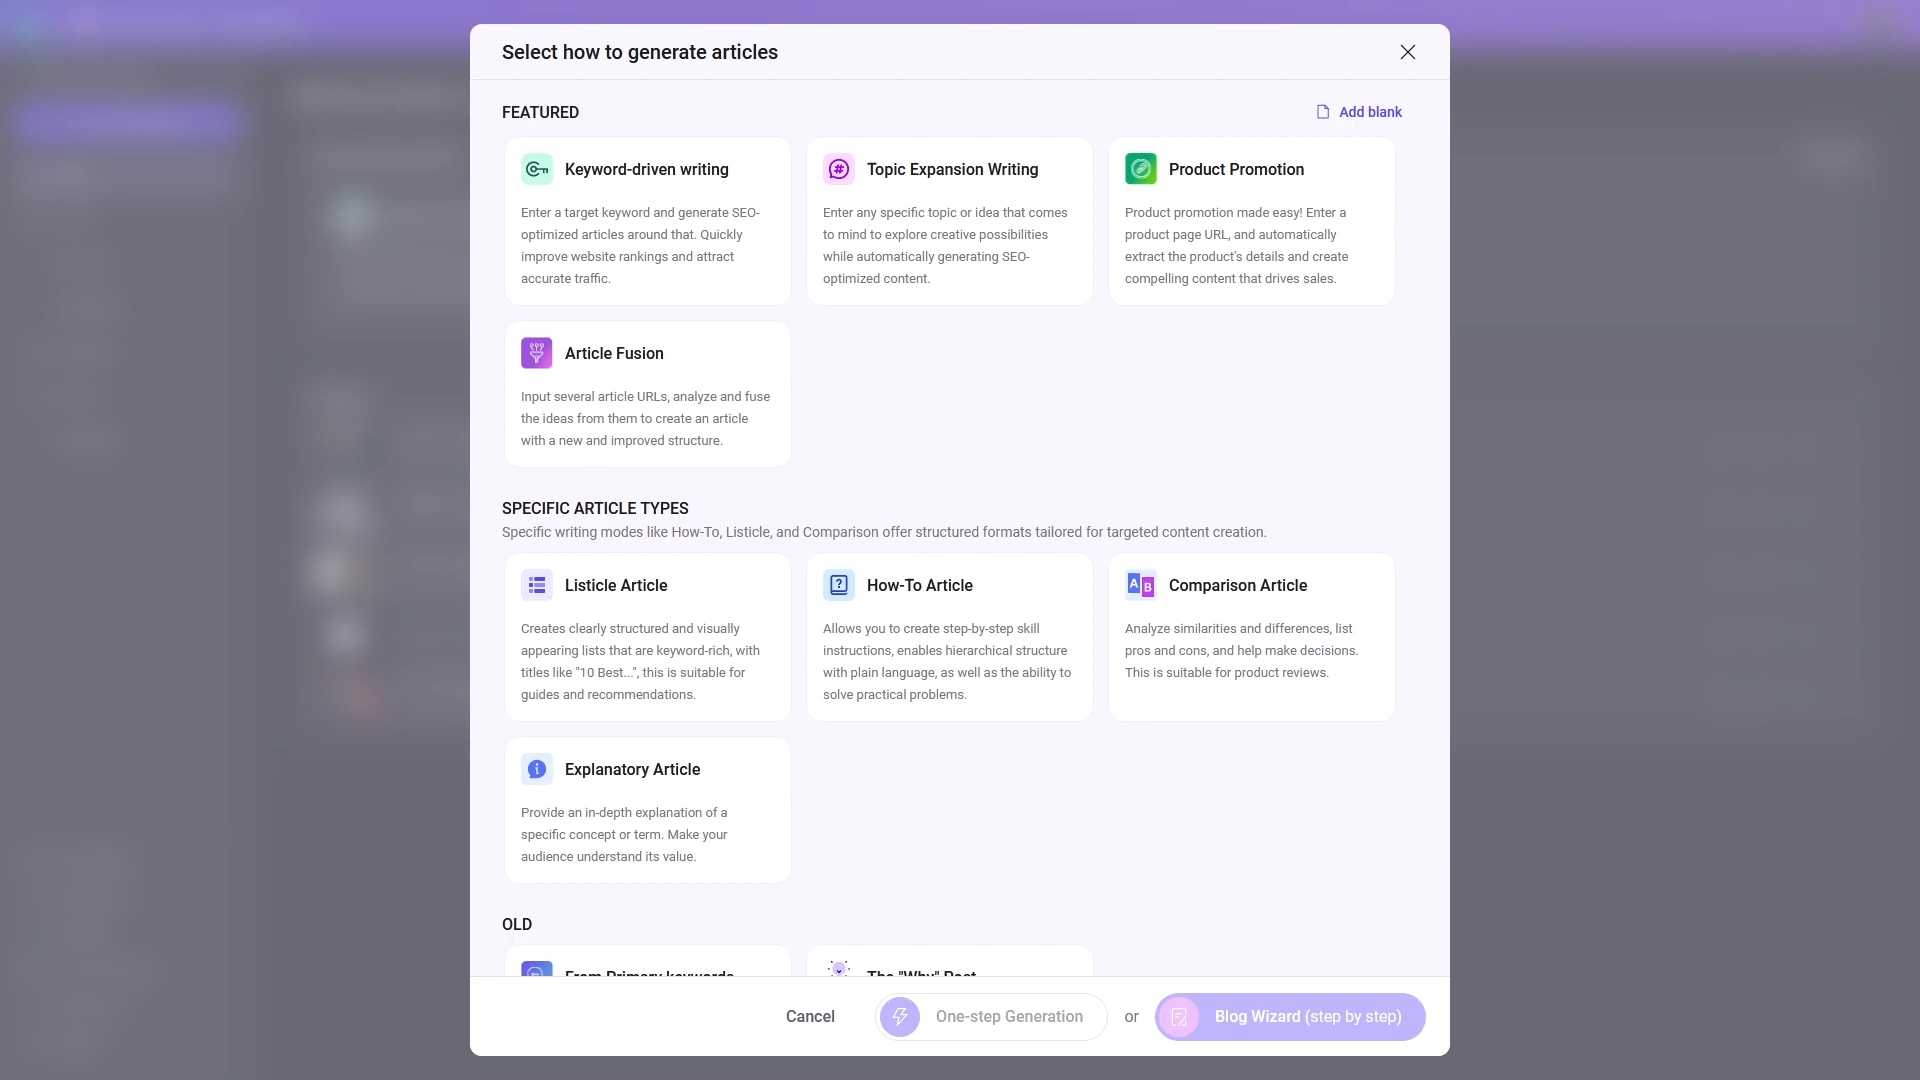 Select how to generate articles
FEATURED
Add blank
Keyword-driven writing
Enter a target keyword and generate SEO-
optimized articles around that. Quickly
improve website rankings and attract
accurate traffic.
Topic Expansion Writing
Enter any specific topic or idea that comes
to mind to explore creative possibilities
while automatically generating SEO-
optimized content.
Product Promotion
Product promotion made easy! Enter a
product page URL, and automatically
extract the product's details and create
compelling content that drives sales.
Article Fusion
Input several article URLs, analyze and fuse
the ideas from them to create an article
with a new and improved structure.
SPECIFIC ARTICLE TYPES
Specific writing modes like How-To, Listicle, and Comparison offer structured formats tailored for targeted content creation.
Listicle Article
Creates clearly structured and visually
appearing lists that are keyword-rich, with
titles like "10 Best...", this is suitable for
guides and recommendations.
How-To Article
Allows you to create step-by-step skill
instructions, enables hierarchical structure
with plain language, as well as the ability to
solve practical problems.
Comparison Article
Analyze similarities and differences, list
pros and cons, and help make decisions.
This is suitable for product reviews.
Explanatory Article
Provide an in-depth explanation of a
specific concept or term. Make your
audience understand its value.
OLD
From Primary keywords
The "Why" Post
Cancel
One-step Generation
or
Blog Wizard (step by step)